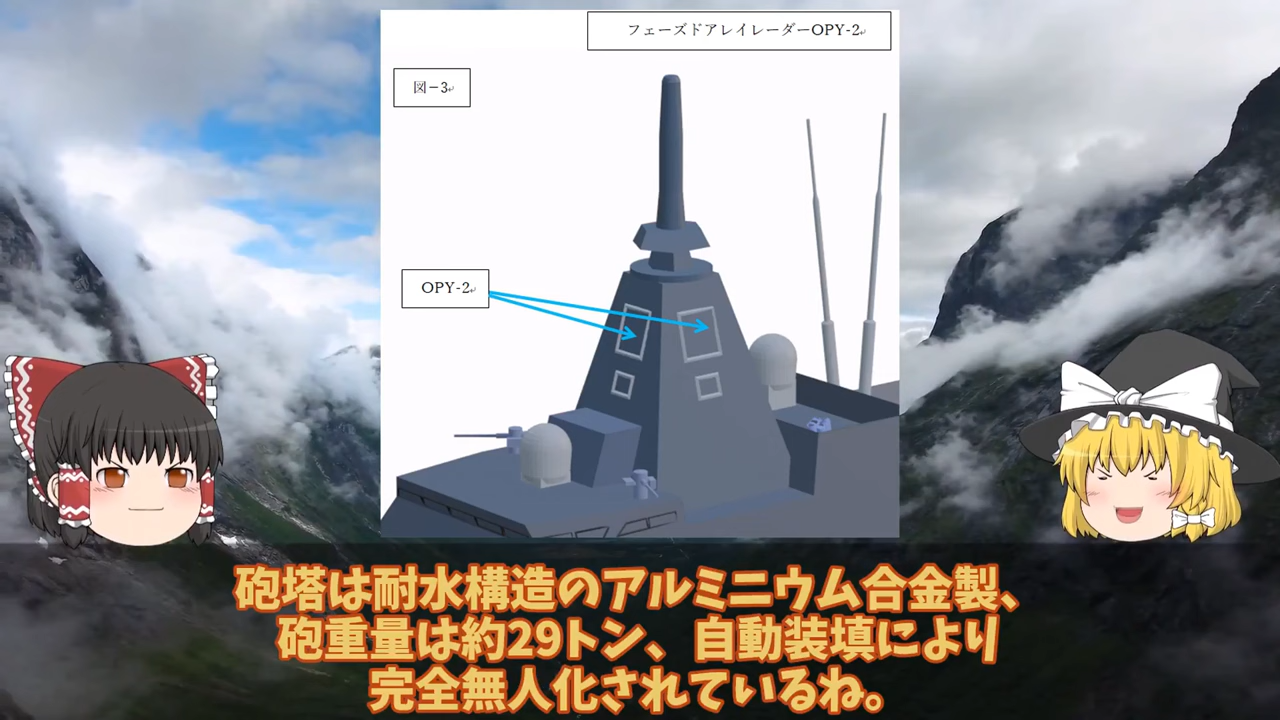 フェーズドアレイレーダーOPY-2
図－3
OPY-2
砲塔は耐水構造のアルミニウム合金製、
砲重量は約29トン、自動装填により
完全無人化されているね。